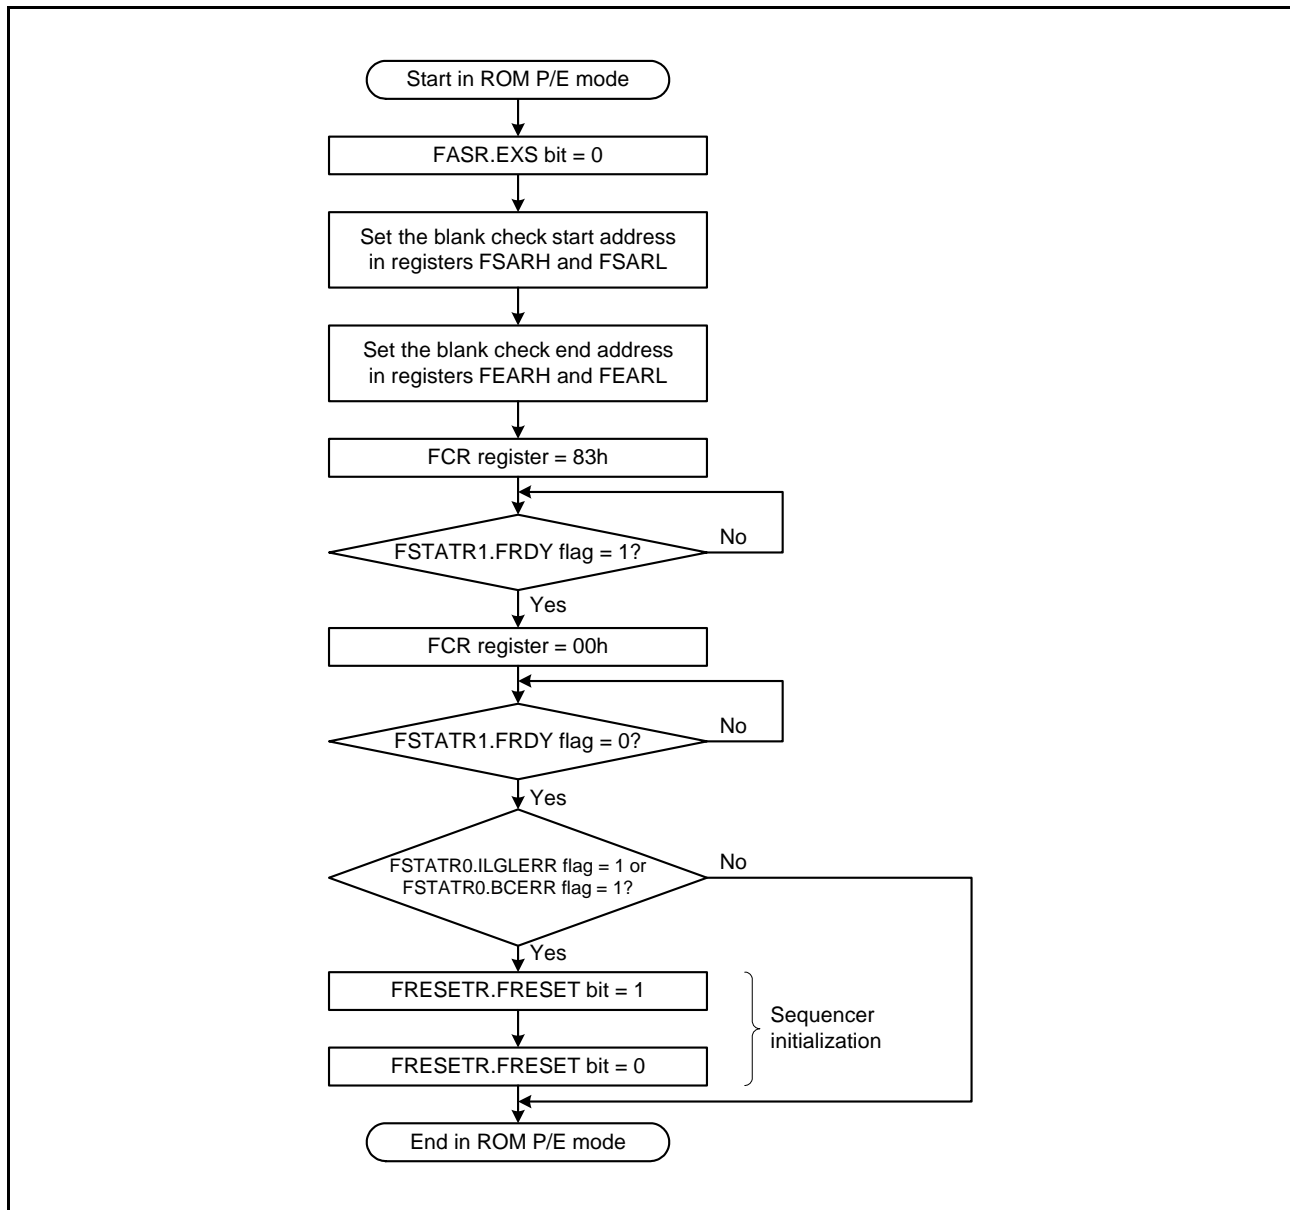 Start in ROM P/E mode
FASR.EXS bit = 0
Set the blank check start address
in registers FSARH and FSARL
Set the blank check end address
in registers FEARH and FEARL
FCR register = 83h
FSTATR1.FRDY flag = 1?
No
Yes
FCR register = 00h
FSTATR1.FRDY flag = 0?
No
Yes
FSTATR0.ILGLERR flag = 1 or
FSTATR0.BCERR flag = 1?
No
Yes
FRESETR.FRESET bit = 1
Sequencer
initialization
FRESETR.FRESET bit = 0
End in ROM P/E mode